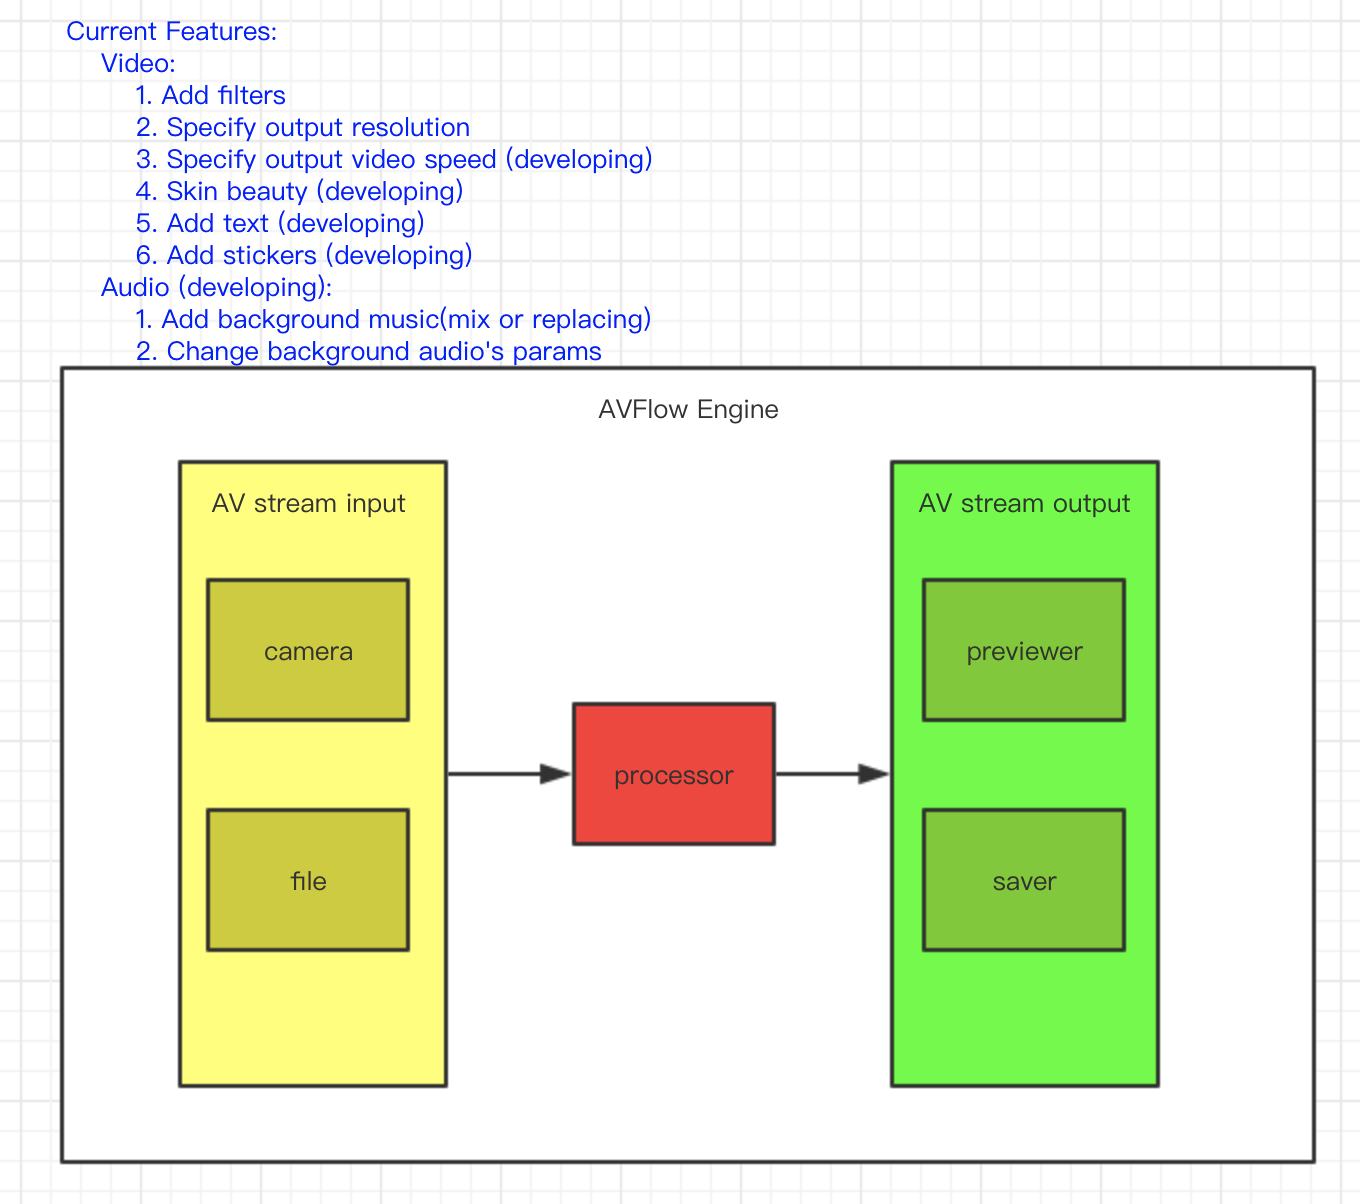 Current Features:
Video:
1. Add filters
2. Specify output resolution
3. Specify output video speed (developing)
4. Skin beauty (developing)
5. Add text (developing)
6. Add stickers (developing)
Audio (developing):
1. Add background music(mix or replacing)
2. Change background audio's params
AVFlow Engine
AV stream input
camera
file
processor
AV stream output
previewer
saver